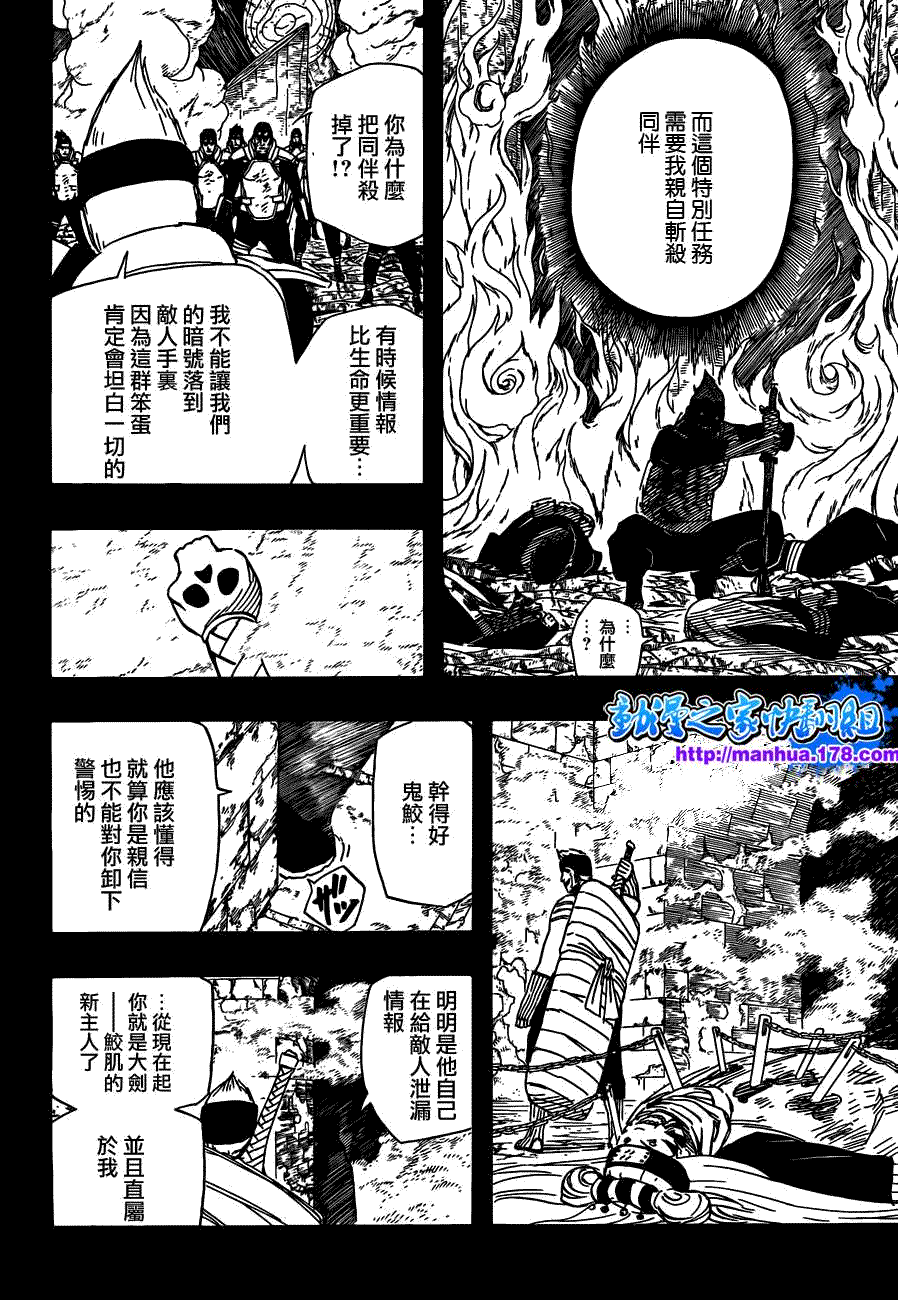 而這個特別任務
需要我親自斬殺
同伴
…
為什麼
…?
你為什麼
把同伴殺
掉了!?
有時候情報
比生命更重要…
我不能讓我們
的暗號落到
敵人手裏
因為這群笨蛋
肯定會坦白一切的
動漫之家快翻組
http://manhua.178.com
幹得好
鬼鮫…
ザッ
他應該懂得
就算你是親信
也不能對你卸下
警惕的
明明是他自己
在給敵人泄漏
情報
…從現在起
你就是大劍
——鮫肌的
新主人了
並且直屬
於我